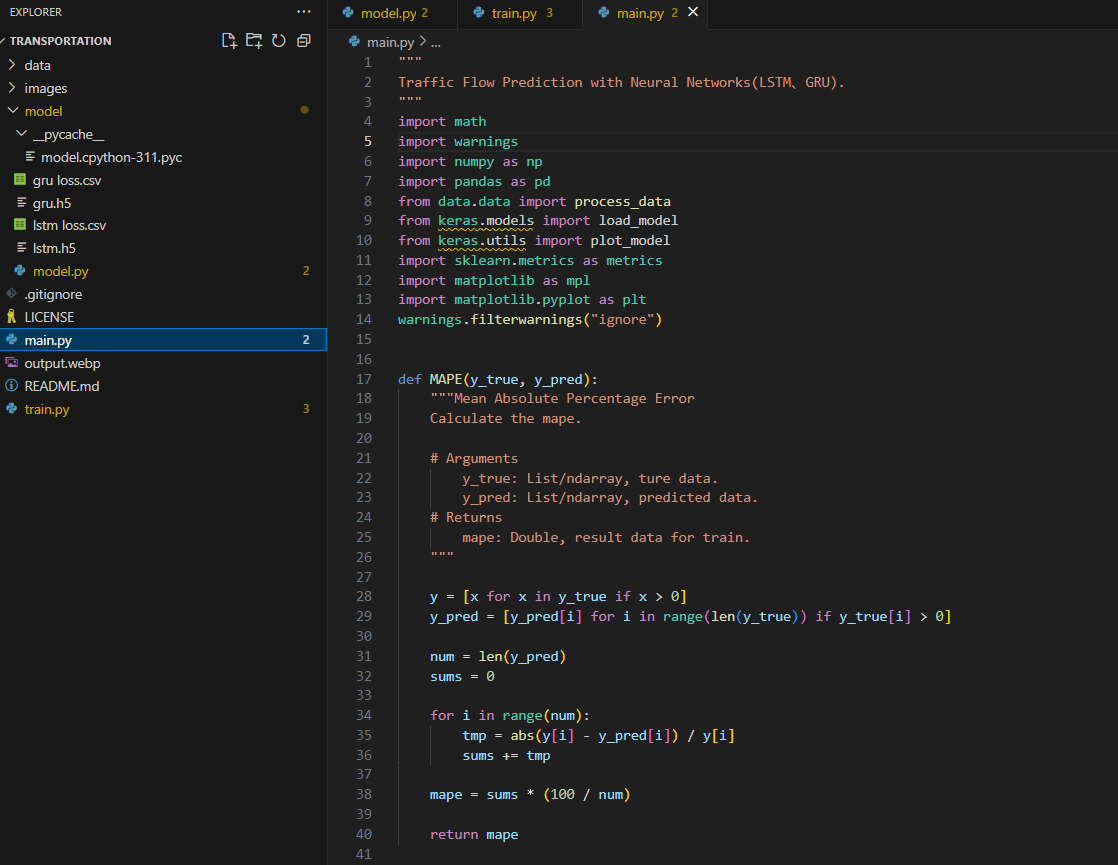 EXPLORER
TRANSPORTATION
data
images
model
__pycache__
model.cpython-311.pyc
gru loss.csv
gru.h5
lstm loss.csv
lstm.h5
model.py 2
.gitignore
LICENSE
main.py 2
output.webp
README.md
train.py 3
model.py 2 train.py 3 main.py 2
main.py > ...
1 """
2 Traffic Flow Prediction with Neural Networks(LSTM、GRU).
3 """
4 import math
5 import warnings
6 import numpy as np
7 import pandas as pd
8 from data.data import process_data
9 from keras.models import load_model
10 from keras.utils import plot_model
11 import sklearn.metrics as metrics
12 import matplotlib as mpl
13 import matplotlib.pyplot as plt
14 warnings.filterwarnings("ignore")
15
16
17 def MAPE(y_true, y_pred):
18     """Mean Absolute Percentage Error
19     Calculate the mape.
20
21     # Arguments
22         y_true: List/ndarray, ture data.
23         y_pred: List/ndarray, predicted data.
24     # Returns
25         mape: Double, result data for train.
26     """
27
28     y = [x for x in y_true if x > 0]
29     y_pred = [y_pred[i] for i in range(len(y_true)) if y_true[i] > 0]
30
31     num = len(y_pred)
32     sums = 0
33
34     for i in range(num):
35         tmp = abs(y[i] - y_pred[i]) / y[i]
36         sums += tmp
37
38     mape = sums * (100 / num)
39
40     return mape
41